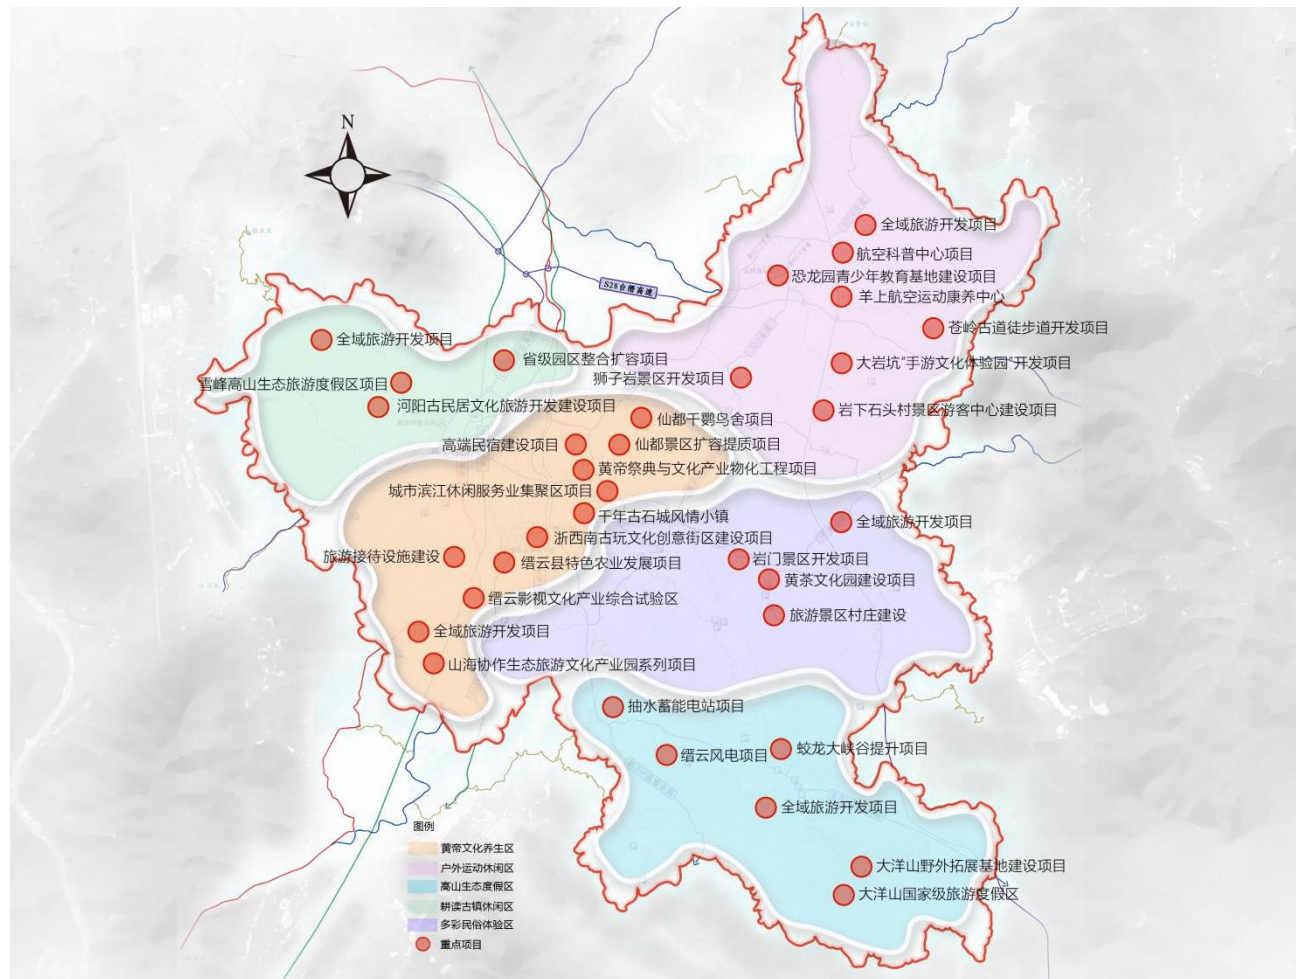 N
S28台缙高速
全域旅游开发项目
航空科普中心项目
恐龙园青少年教育基地建设项目
羊上航空运动康养中心
苍岭古道徒步道开发项目
大岩坑“手游文化体验园”开发项目
狮子岩景区开发项目
岩下石头村景区游客中心建设项目
全域旅游开发项目
省级园区整合扩容项目
雪峰高山生态旅游度假区项目
河阳古民居文化旅游开发建设项目
仙都千鹦鸟舍项目
高端民宿建设项目
仙都景区扩容提质项目
黄帝祭典与文化产业物化工程项目
城市滨江休闲服务业集聚区项目
千年古石城风情小镇
浙西南古玩文化创意街区建设项目
旅游接待设施建设
缙云县特色农业发展项目
缙云影视文化产业综合试验区
全域旅游开发项目
山海协作生态旅游文化产业园系列项目
全域旅游开发项目
岩门景区开发项目
黄茶文化园建设项目
旅游景区村庄建设
抽水蓄能电站项目
缙云风电项目
蛟龙大峡谷提升项目
全域旅游开发项目
大洋山野外拓展基地建设项目
大洋山国家级旅游度假区
图例
黄帝文化养生区
户外运动休闲区
高山生态度假区
耕读古镇休闲区
多彩民俗体验区
重点项目